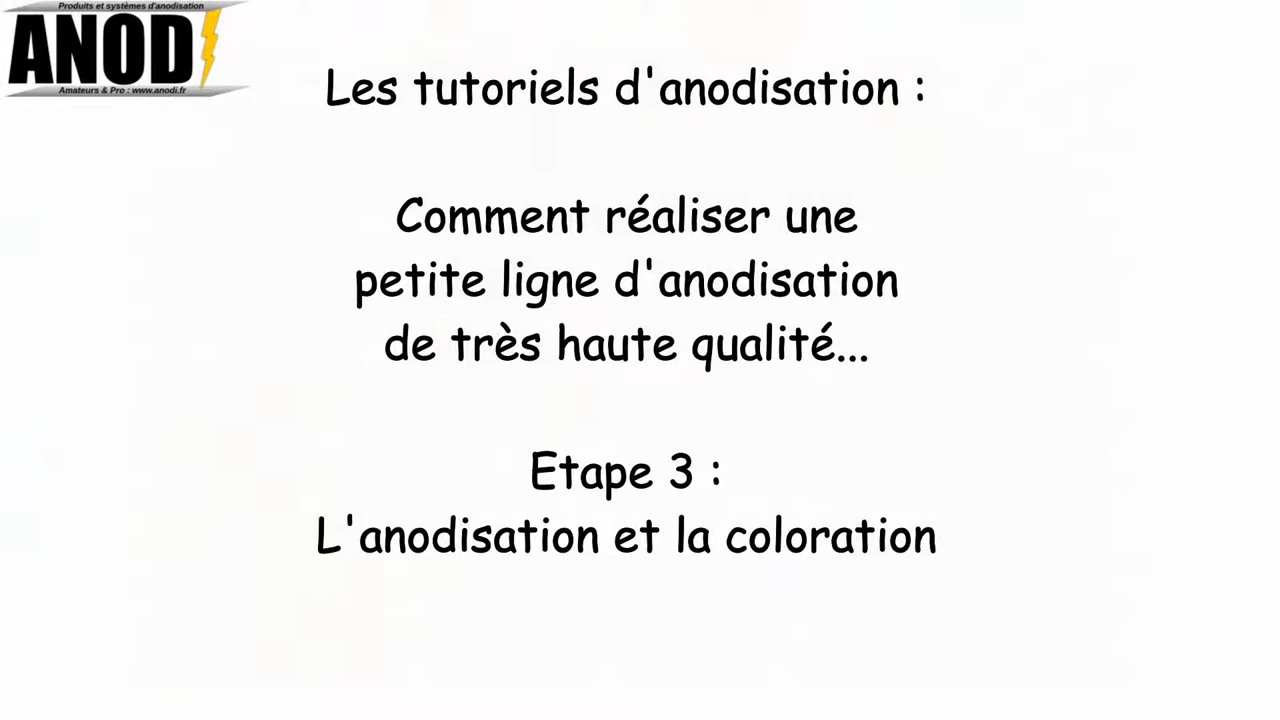 Produits et systèmes d'anodisation
ANOD
Amateurs & Pro : www.anodi.fr
Les tutoriels d'anodisation :
Comment réaliser une
petite ligne d'anodisation
de très haute qualité...
Etape 3 :
L'anodisation et la coloration